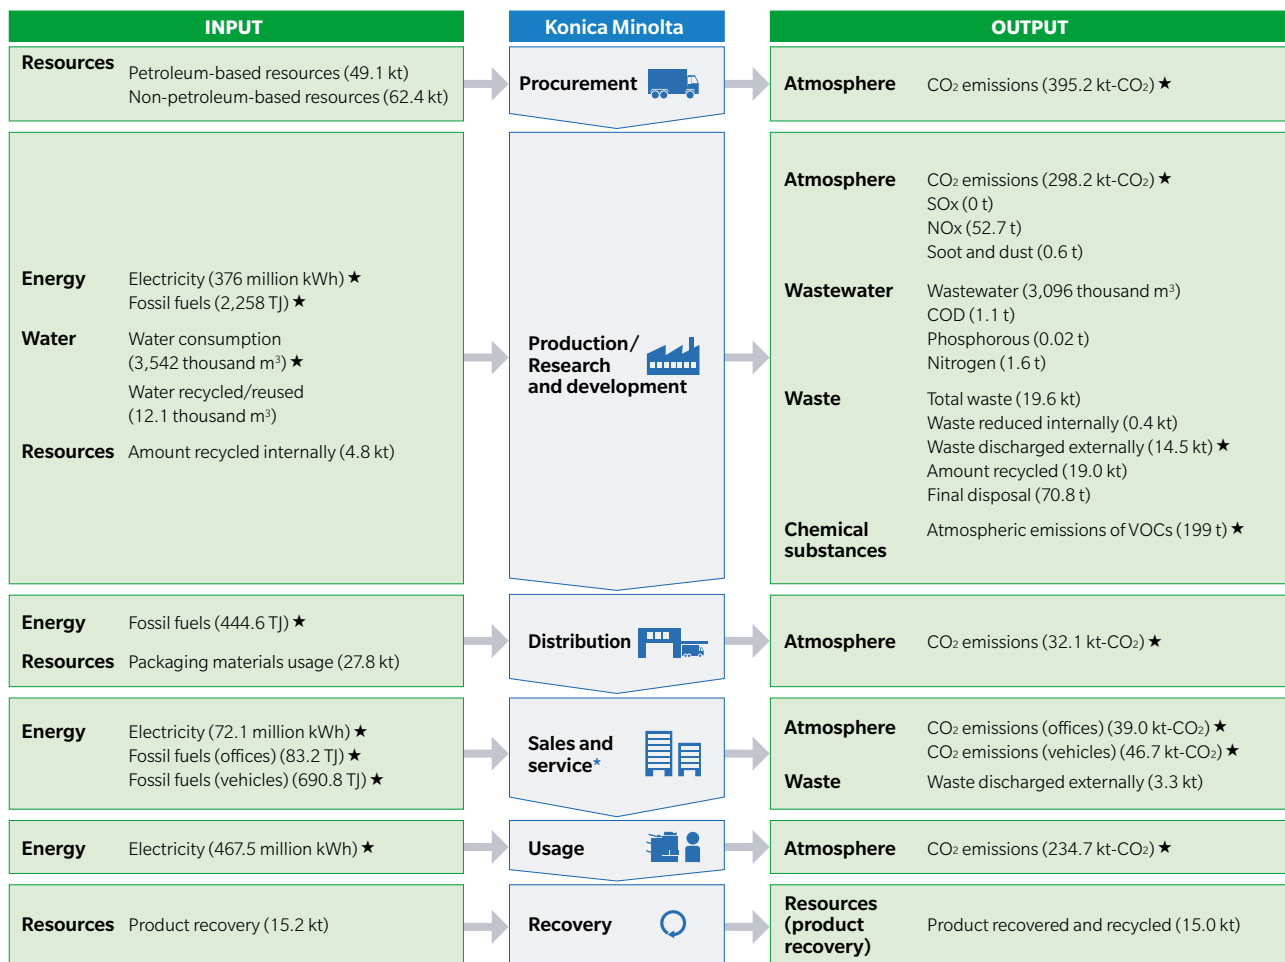 INPUT
Konica Minolta
OUTPUT
Resources
Petroleum-based resources (49.1 kt)
Non-petroleum-based resources (62.4 kt)
Procurement
Atmosphere CO₂ emissions (395.2 kt-CO₂) ★
Energy Electricity (376 million kWh) ★
Fossil fuels (2,258 TJ) ★
Water Water consumption
(3,542 thousand m³) ★
Water recycled/reused
(12.1 thousand m³)
Resources Amount recycled internally (4.8 kt)
Production/
Research
and development
Atmosphere CO₂ emissions (298.2 kt-CO₂) ★
SOx (0 t)
NOx (52.7 t)
Soot and dust (0.6 t)
Wastewater Wastewater (3,096 thousand m³)
COD (1.1 t)
Phosphorous (0.02 t)
Nitrogen (1.6 t)
Waste Total waste (19.6 kt)
Waste reduced internally (0.4 kt)
Waste discharged externally (14.5 kt) ★
Amount recycled (19.0 kt)
Final disposal (70.8 t)
Chemical
substances
Atmospheric emissions of VOCs (199 t) ★
Energy Fossil fuels (444.6 TJ) ★
Resources Packaging materials usage (27.8 kt)
Distribution
Atmosphere CO₂ emissions (32.1 kt-CO₂) ★
Energy Electricity (72.1 million kWh) ★
Fossil fuels (offices) (83.2 TJ) ★
Fossil fuels (vehicles) (690.8 TJ) ★
Sales and
service*
Atmosphere CO₂ emissions (offices) (39.0 kt-CO₂) ★
CO₂ emissions (vehicles) (46.7 kt-CO₂) ★
Waste Waste discharged externally (3.3 kt)
Energy Electricity (467.5 million kWh) ★
Usage
Atmosphere CO₂ emissions (234.7 kt-CO₂) ★
Resources Product recovery (15.2 kt)
Recovery
Resources
(product
recovery)
Product recovered and recycled (15.0 kt)